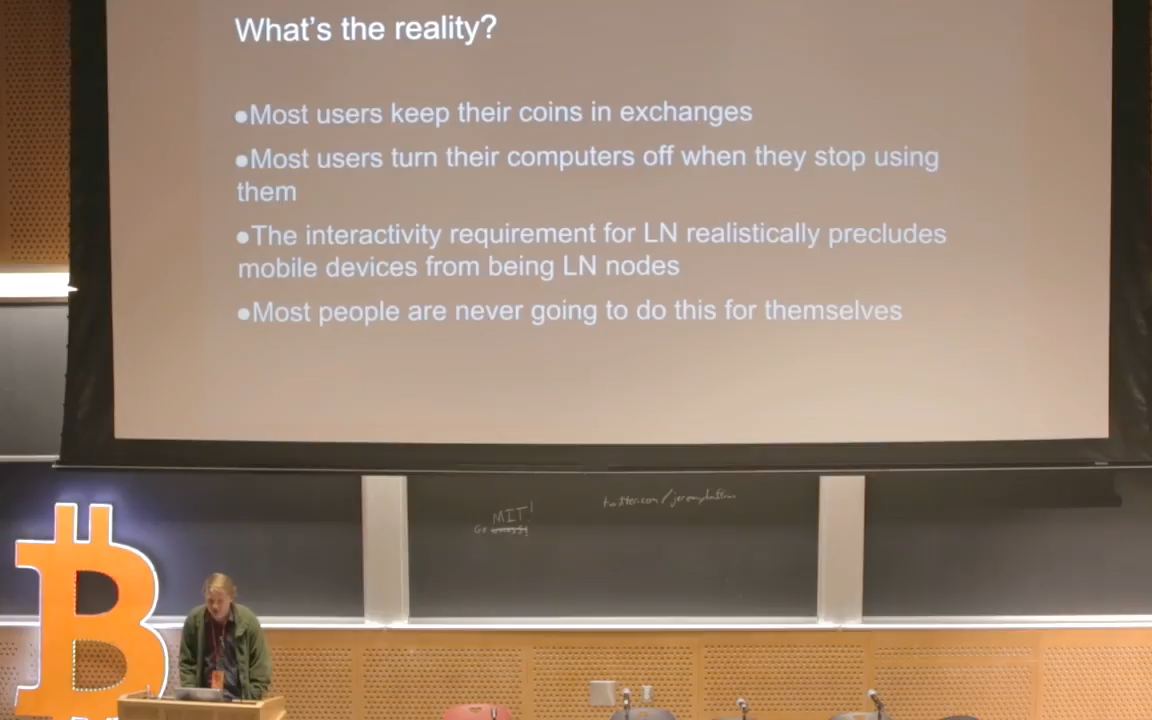 What's the reality?
●Most users keep their coins in exchanges
●Most users turn their computers off when they stop using
them
●The interactivity requirement for LN realistically precludes
mobile devices from being LN nodes
●Most people are never going to do this for themselves
MIT!
Go